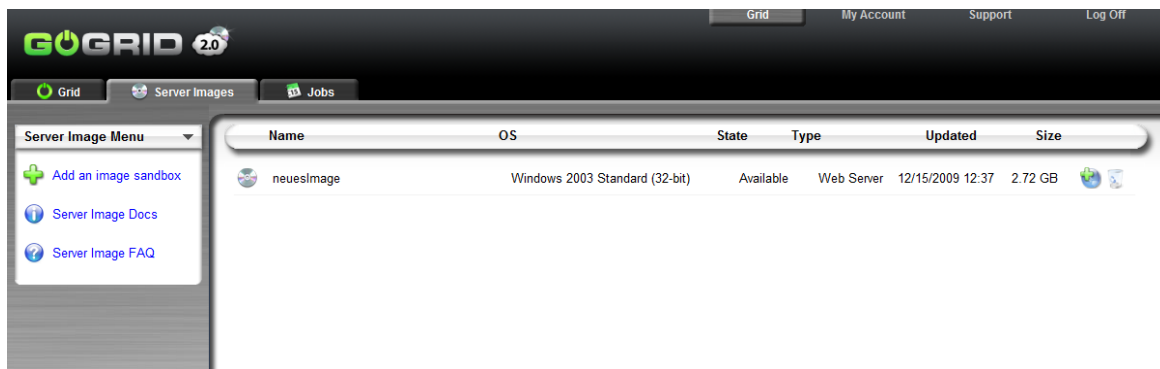 Grid My Account Support Log Off
GOGRID 2.0
Grid Server Images Jobs
Server Image Menu
Add an image sandbox
Server Image Docs
Server Image FAQ
Name OS State Type Updated Size
neuesImage Windows 2003 Standard (32-bit) Available Web Server 12/15/2009 12:37 2.72 GB